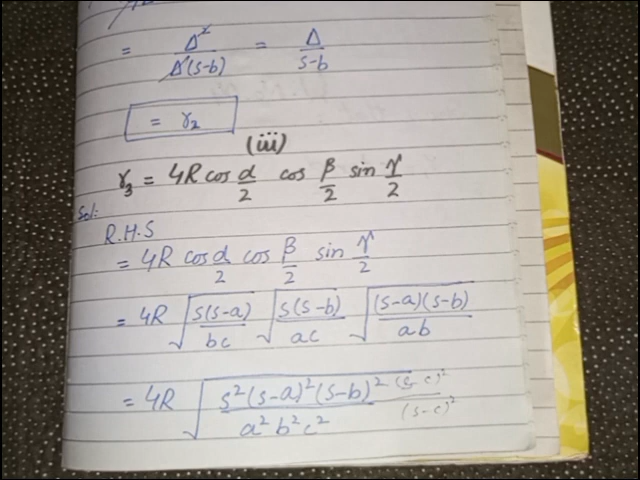 = Δ² / Δ(s-b) = Δ / s-b
= r₂
(iii)
r₃ = 4R cos α/2 cos β/2 sin γ/2
Sol:
R.H.S
= 4R cos α/2 cos β/2 sin γ/2
= 4R √(s(s-a) / bc) √(s(s-b) / ac) √((s-a)(s-b) / ab)
= 4R √(s²(s-a)²(s-b)² / a²b²c²) (s-c)² / (s-c)²